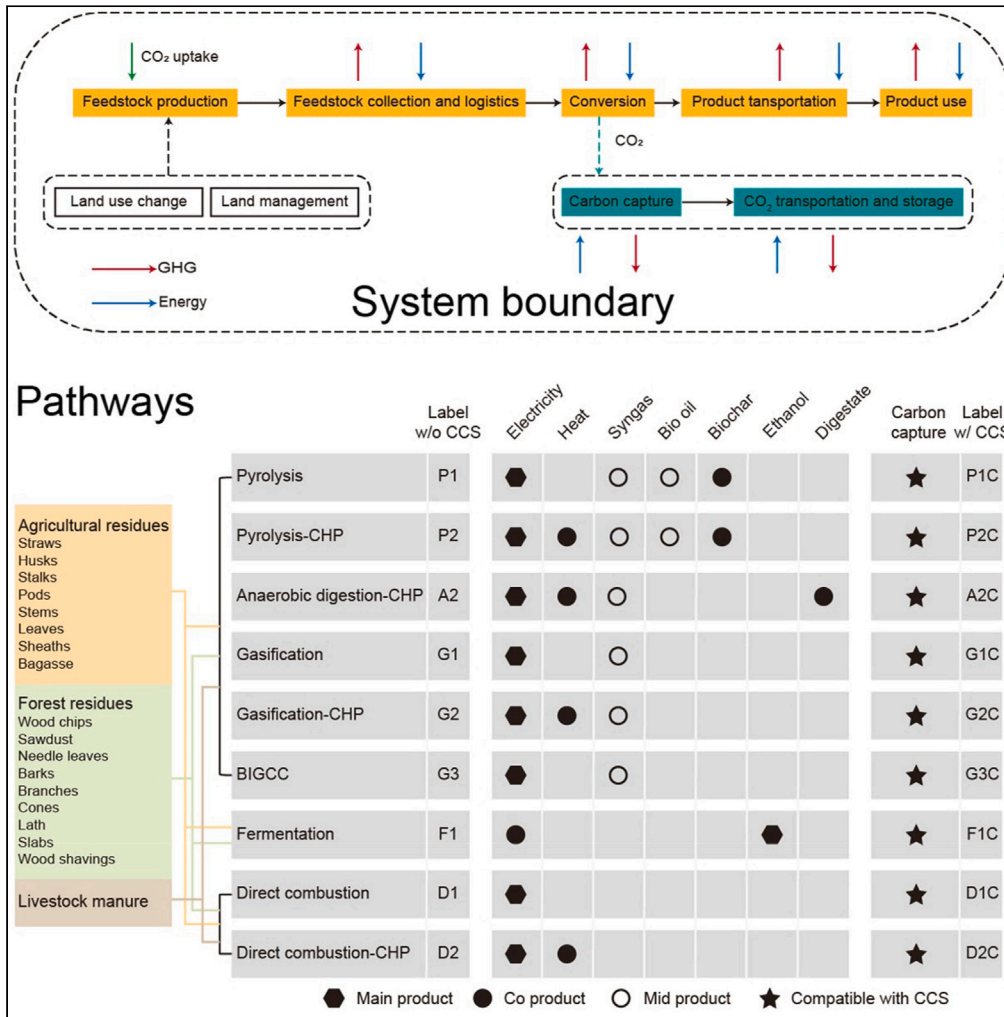 CO₂ uptake
Feedstock production
Feedstock collection and logistics
Conversion
Product tansportation
Product use
CO₂
Land use change
Land management
Carbon capture
CO₂ transportation and storage
GHG
Energy
System boundary
Pathways
Label
w/o CCS
Electricity
Heat
Syngas
Bio oil
Biochar
Ethanol
Digestate
Carbon
capture
Label
w/ CCS
Agricultural residues
Straws
Husks
Stalks
Pods
Stems
Leaves
Sheaths
Bagasse
Forest residues
Wood chips
Sawdust
Needle leaves
Barks
Branches
Cones
Lath
Slabs
Wood shavings
Livestock manure
Pyrolysis P1 P1C
Pyrolysis-CHP P2 P2C
Anaerobic digestion-CHP A2 A2C
Gasification G1 G1C
Gasification-CHP G2 G2C
BIGCC G3 G3C
Fermentation F1 F1C
Direct combustion D1 D1C
Direct combustion-CHP D2 D2C
Main product
Co product
Mid product
Compatible with CCS